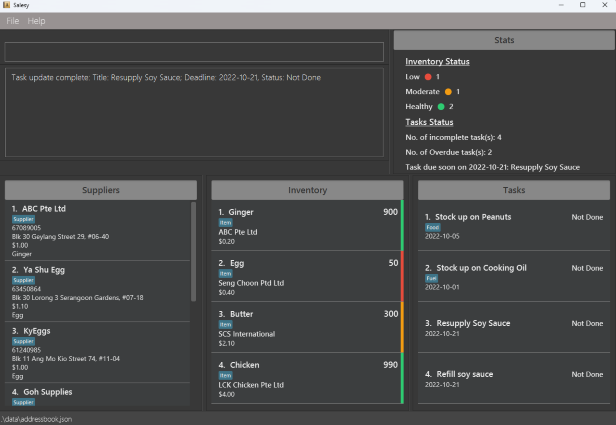 Salesy
File Help
Task update complete: Title: Resupply Soy Sauce; Deadline: 2022-10-21, Status: Not Done
Stats
Inventory Status
Low 1
Moderate 1
Healthy 2
Tasks Status
No. of incomplete task(s): 4
No. of Overdue task(s): 2
Task due soon on 2022-10-21: Resupply Soy Sauce
Suppliers
1. ABC Pte Ltd
Supplier
67089005
Blk 30 Geylang Street 29, #06-40
$1.00
Ginger
2. Ya Shu Egg
Supplier
63450864
Blk 30 Lorong 3 Serangoon Gardens, #07-18
$1.10
Egg
3. KyEggs
Supplier
61240985
Blk 11 Ang Mo Kio Street 74, #11-04
$1.00
Egg
4. Goh Supplies
Supplier
Inventory
1. Ginger 900
Item
ABC Pte Ltd
$0.20
2. Egg 50
Item
Seng Choon Ptd Ltd
$0.40
3. Butter 300
Item
SCS International
$2.10
4. Chicken 990
Item
LCK Chicken Pte Ltd
$4.00
Tasks
1. Stock up on Peanuts Not Done
Food
2022-10-05
2. Stock up on Cooking Oil Not Done
Fuel
2022-10-01
3. Resupply Soy Sauce Not Done
2022-10-21
4. Refill soy sauce Not Done
2022-10-21
.\data\addressbook.json